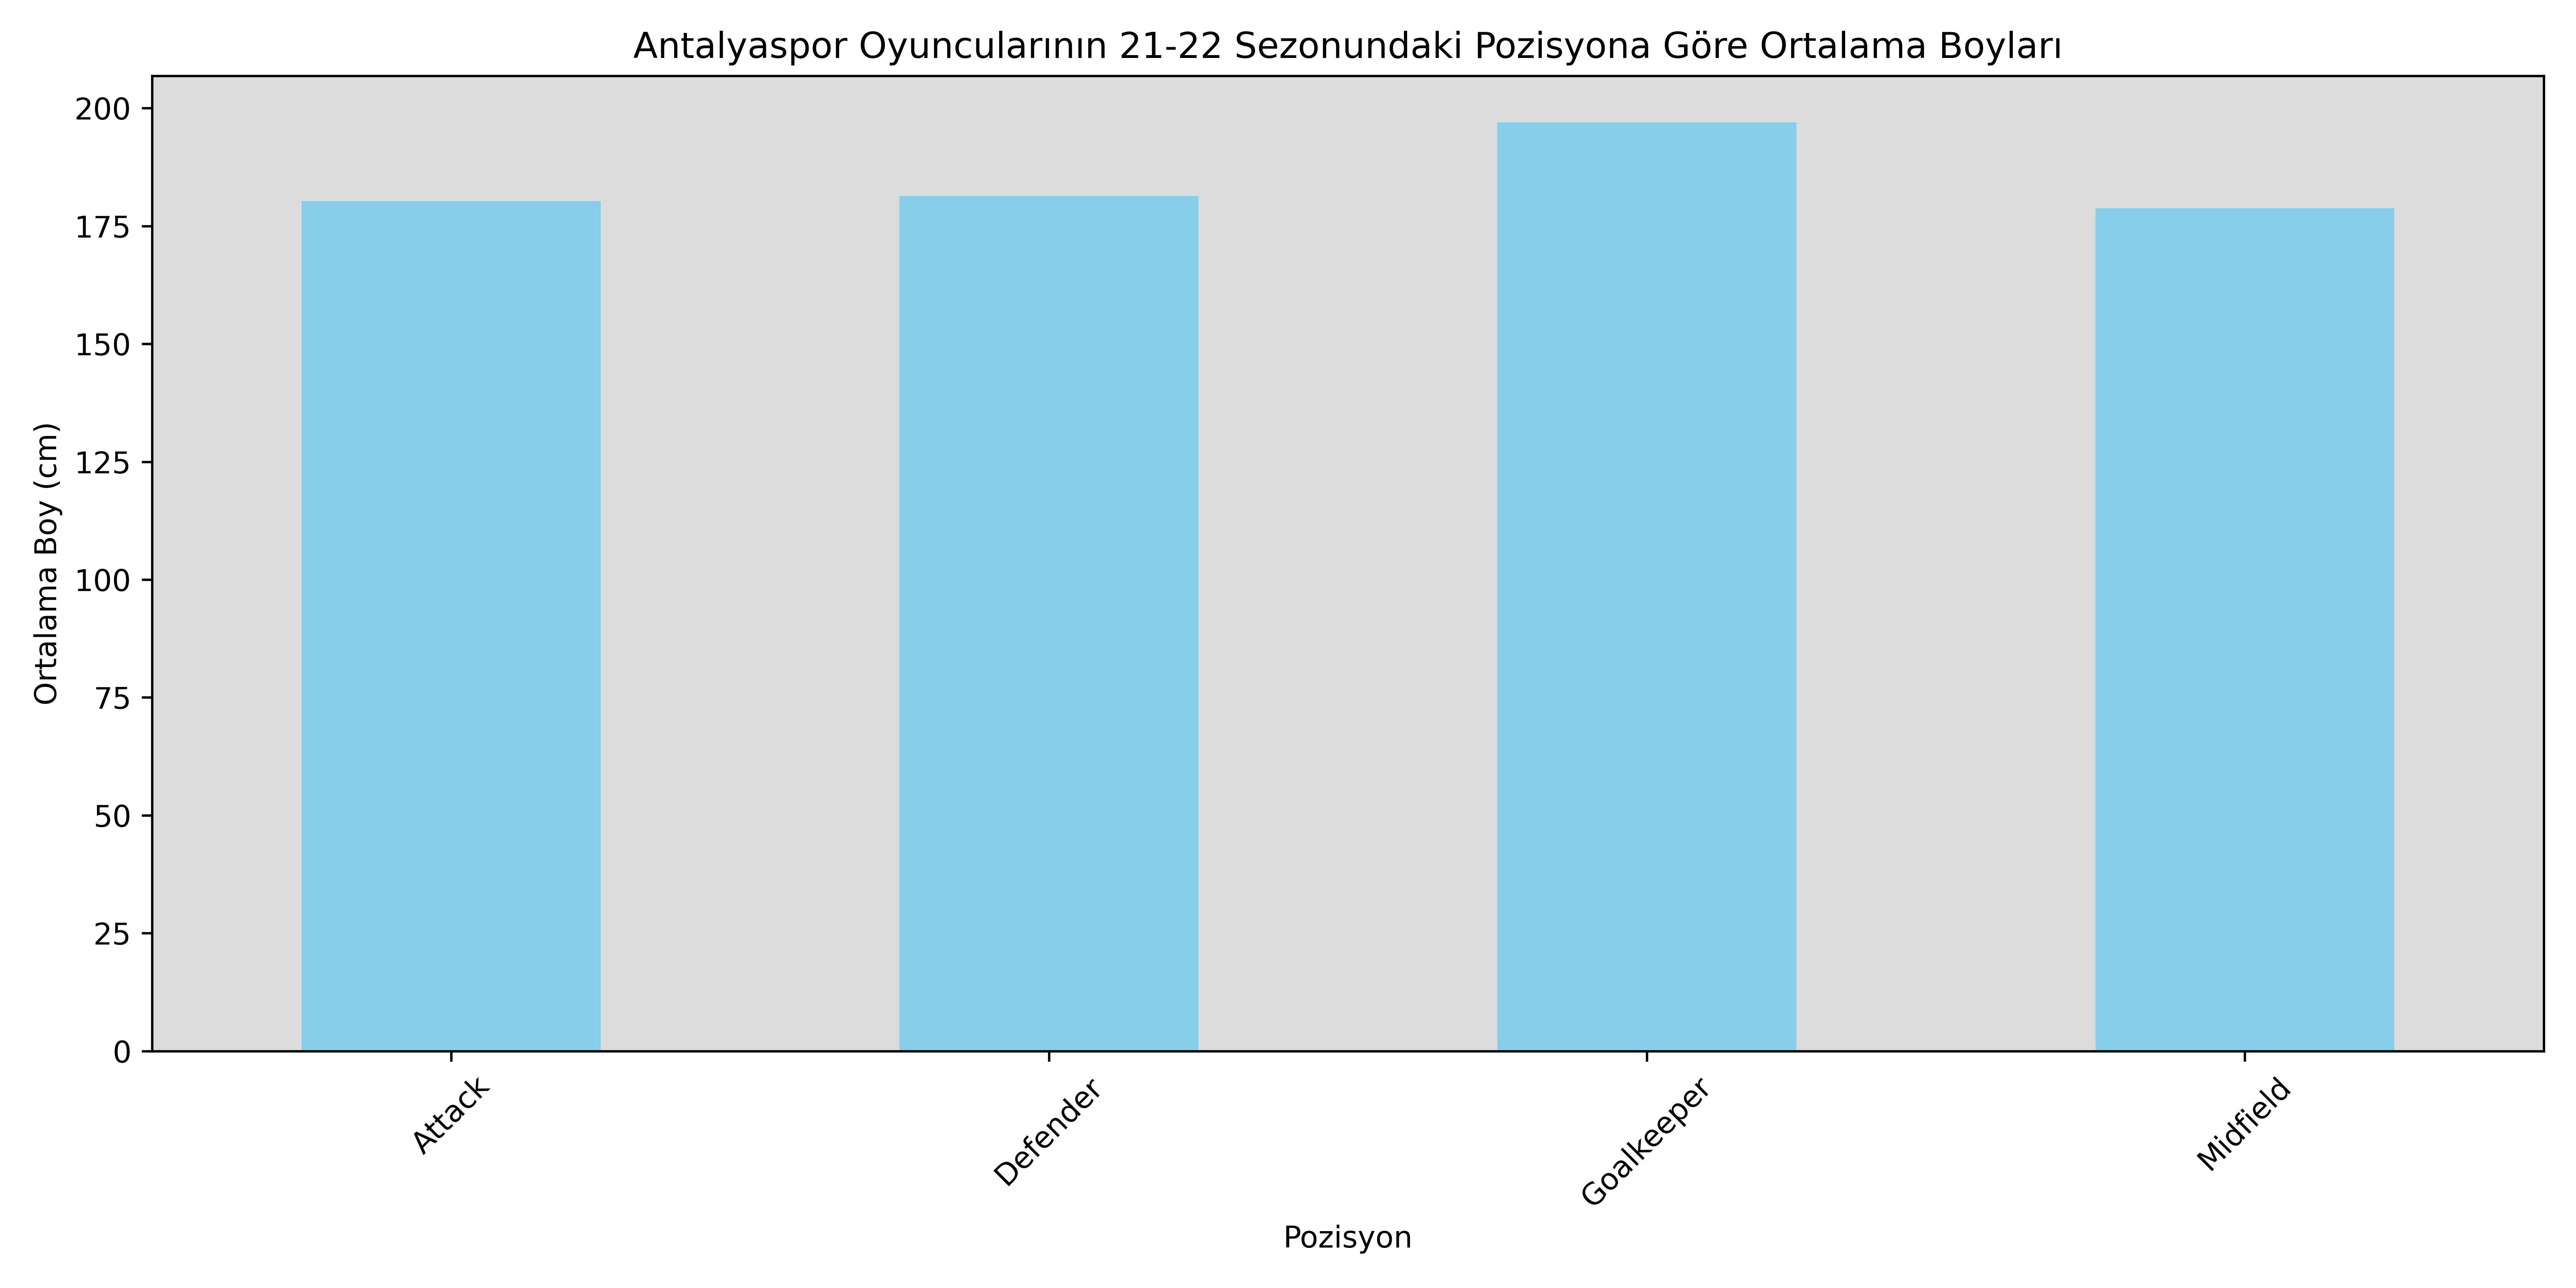 Antalyaspor Oyuncularının 21-22 Sezonundaki Pozisyona Göre Ortalama Boyları
200
175
150
125
100
75
50
25
0
Ortalama Boy (cm)
Attack
Defender
Goalkeeper
Midfield
Pozisyon